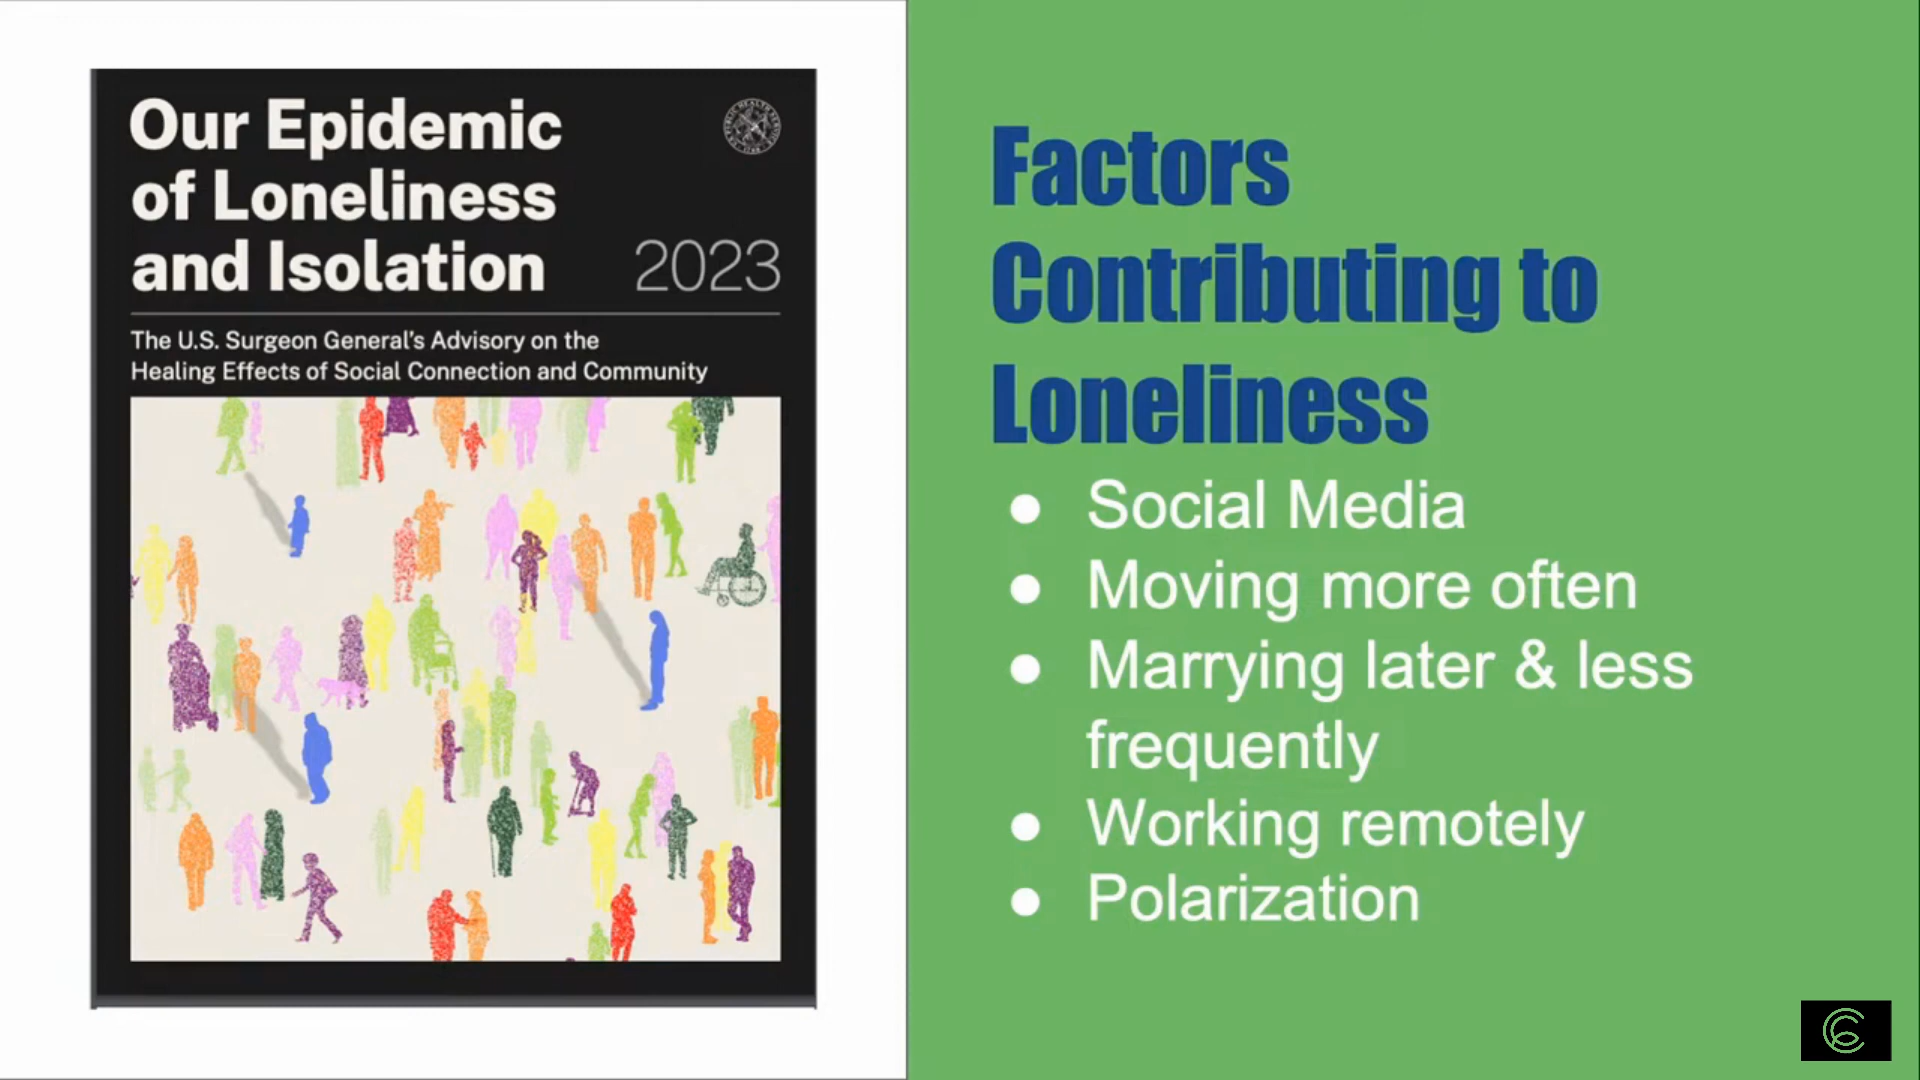 Our Epidemic
of Loneliness
and Isolation 2023
The U.S. Surgeon General's Advisory on the
Healing Effects of Social Connection and Community
Factors
Contributing to
Loneliness
● Social Media
● Moving more often
● Marrying later & less
frequently
● Working remotely
● Polarization